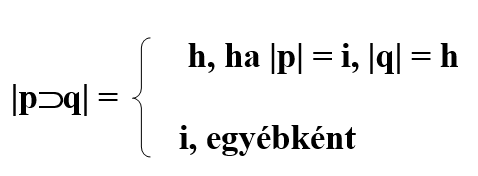 h, ha |p| = i, |q| = h
|p⊃q| =
i, egyébként